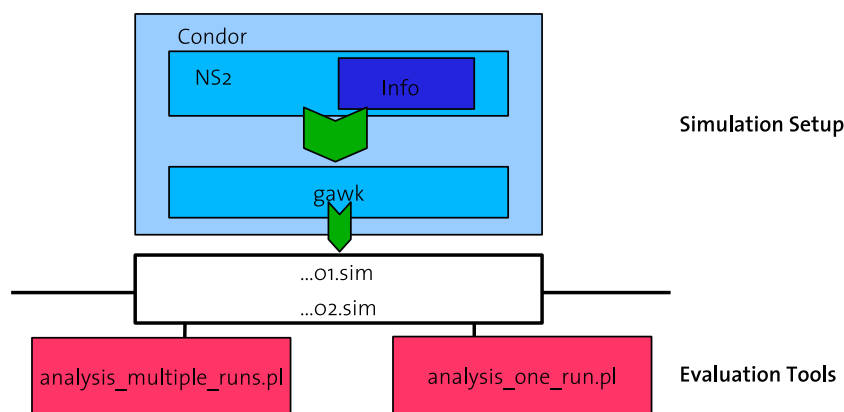 Condor
NS2
Info
Simulation Setup
gawk
...01.sim
...02.sim
analysis_multiple_runs.pl
analysis_one_run.pl
Evaluation Tools